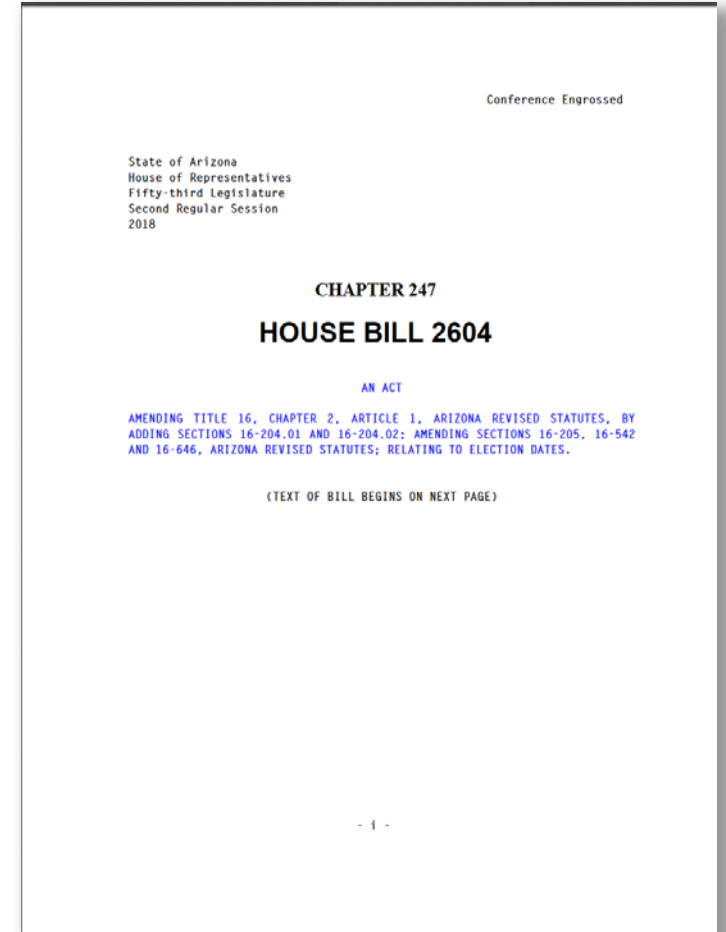 Conference Engrossed
State of Arizona
House of Representatives
Fifty-third Legislature
Second Regular Session
2018
CHAPTER 247
HOUSE BILL 2604
AN ACT
AMENDING TITLE 16, CHAPTER 2, ARTICLE 1, ARIZONA REVISED STATUTES, BY
ADDING SECTIONS 16-204.01 AND 16-204.02; AMENDING SECTIONS 16-205, 16-542
AND 16-646, ARIZONA REVISED STATUTES; RELATING TO ELECTION DATES.
(TEXT OF BILL BEGINS ON NEXT PAGE)
- i -